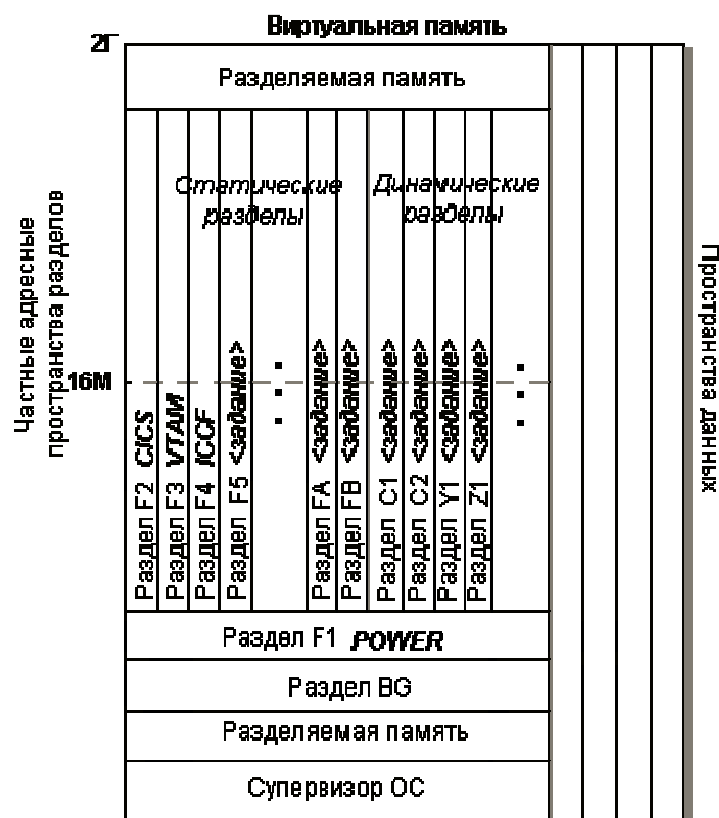 Виртуальная память
2Г
Разделяемая память
Частные адресные
пространства разделов
Статические
разделы
Динамические
разделы
16М
Раздел F2 CICS
Раздел F3 VTAM
Раздел F4 ICCF
Раздел F5 <задание>
Раздел FA <задание>
Раздел FB <задание>
Раздел C1 <задание>
Раздел C2 <задание>
Раздел Y1 <задание>
Раздел Z1 <задание>
Раздел F1 POWER
Раздел BG
Разделяемая память
Супервизор ОС
Пространства данных